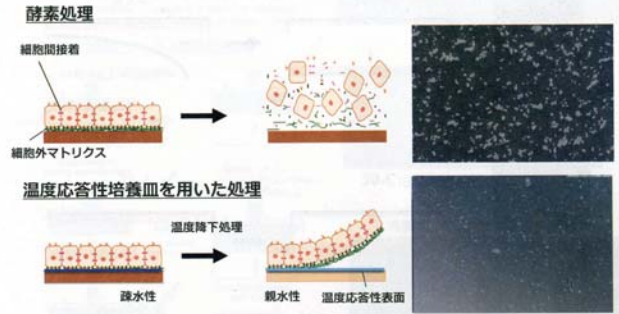 酵素処理
細胞間接着
細胞外マトリクス
温度応答性培養皿を用いた処理
温度降下処理
疎水性
親水性
温度応答性表面